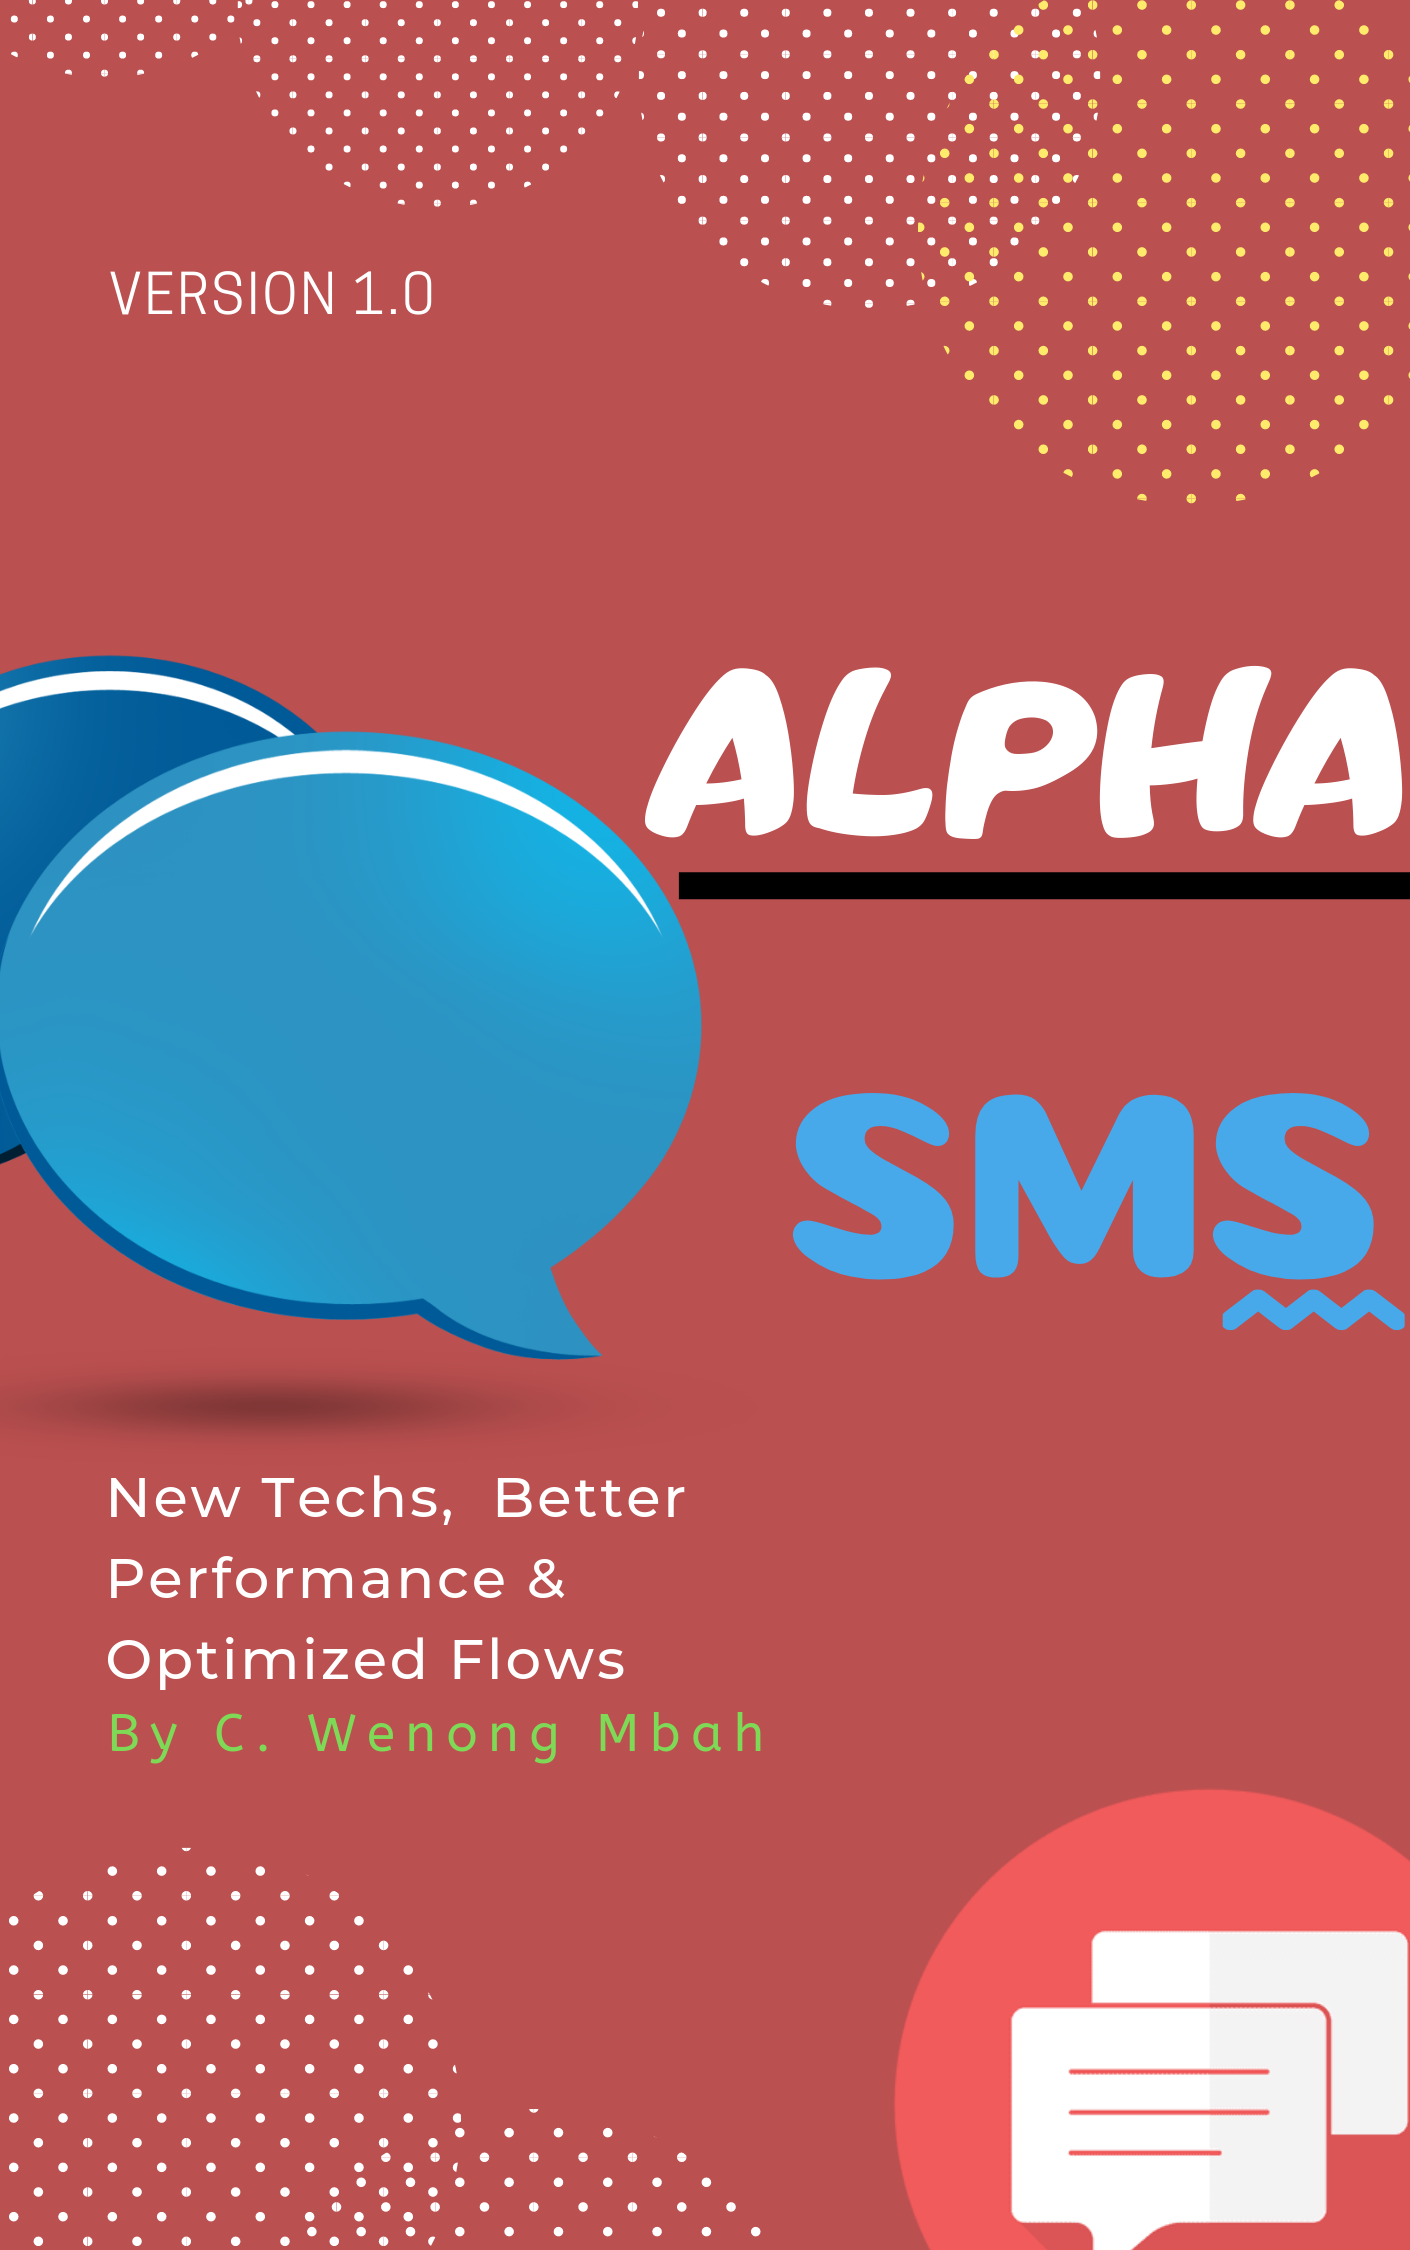 VERSION 1.0
ALPHA
SMS
New Techs,  Better
Performance &
Optimized Flows
By C. Wenong Mbah